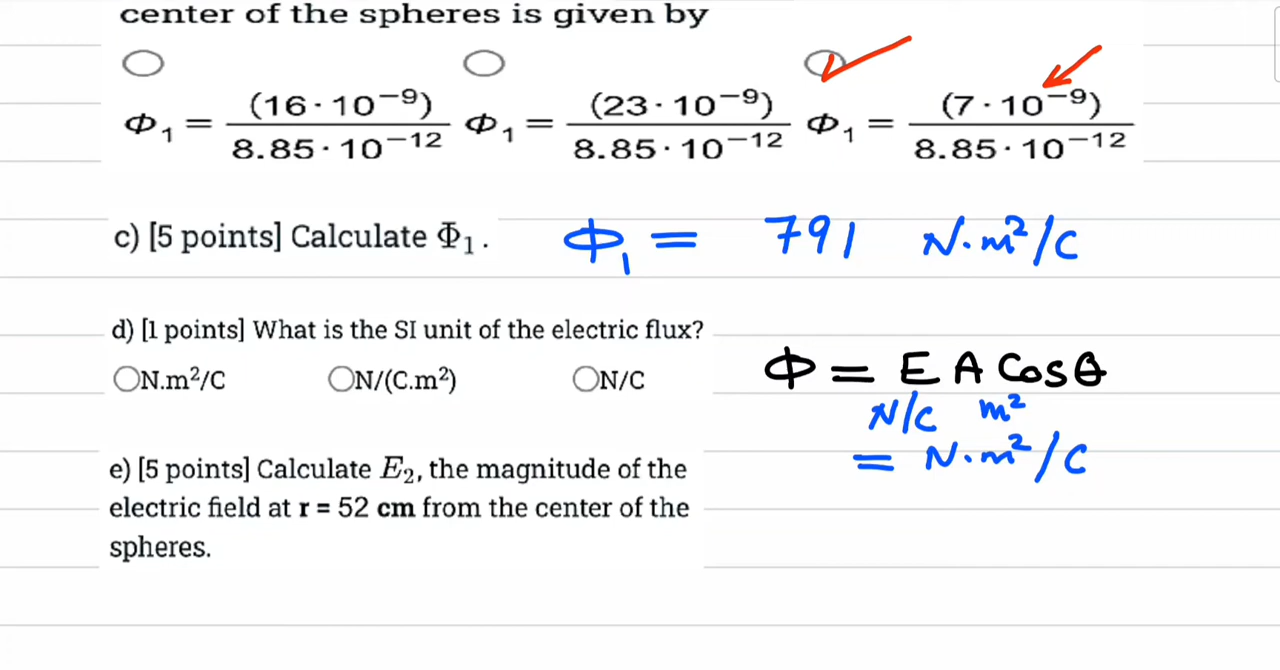 center of the spheres is given by
Φ₁ = (16 · 10⁻⁹) / 8.85 · 10⁻¹² Φ₁ = (23 · 10⁻⁹) / 8.85 · 10⁻¹² Φ₁ = (7 · 10⁻⁹) / 8.85 · 10⁻¹²
c) [5 points] Calculate Φ₁. Φ₁ = 791 N·m²/C
d) [1 points] What is the SI unit of the electric flux?
N.m²/C N/(C.m²) N/C
Φ = E A Cosθ
N/C m²
= N·m²/C
e) [5 points] Calculate E₂, the magnitude of the
electric field at r = 52 cm from the center of the
spheres.